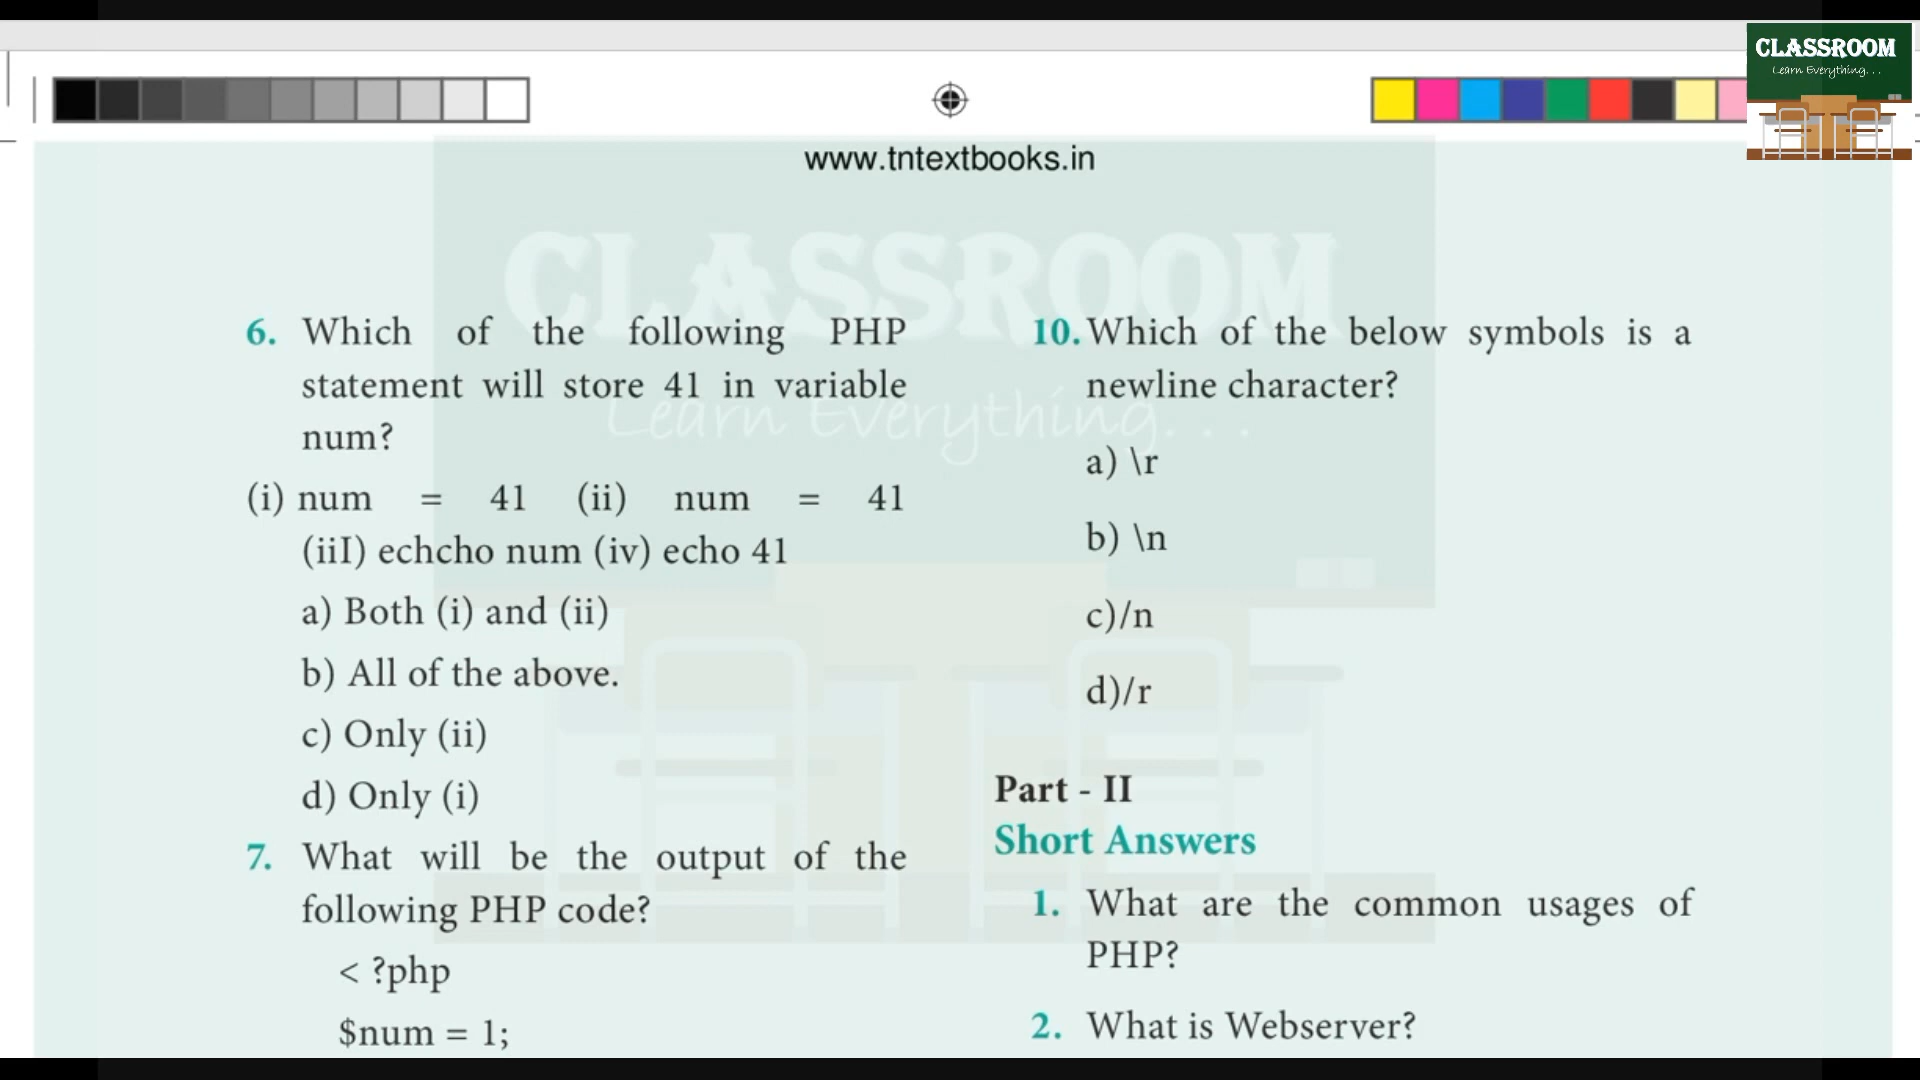 CLASSROOM
Learn Everything...
www.tntextbooks.in
CLASSROOM
Learn Everything...
6. Which of the following PHP
statement will store 41 in variable
num?
(i) num = 41 (ii) num = 41
(iiI) echcho num (iv) echo 41
a) Both (i) and (ii)
b) All of the above.
c) Only (ii)
d) Only (i)
7. What will be the output of the
following PHP code?
< ?php
$num = 1;
10. Which of the below symbols is a
newline character?
a) \r
b) \n
c)/n
d)/r
Part - II
Short Answers
1. What are the common usages of
PHP?
2. What is Webserver?